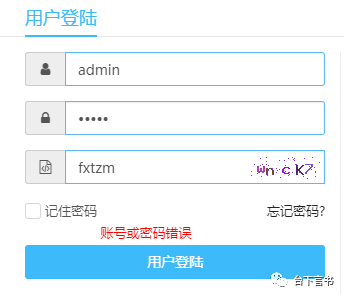 用户登陆
admin
•••••
fxtzm
wn c K7
记住密码 忘记密码?
账号或密码错误
用户登陆
台下言书